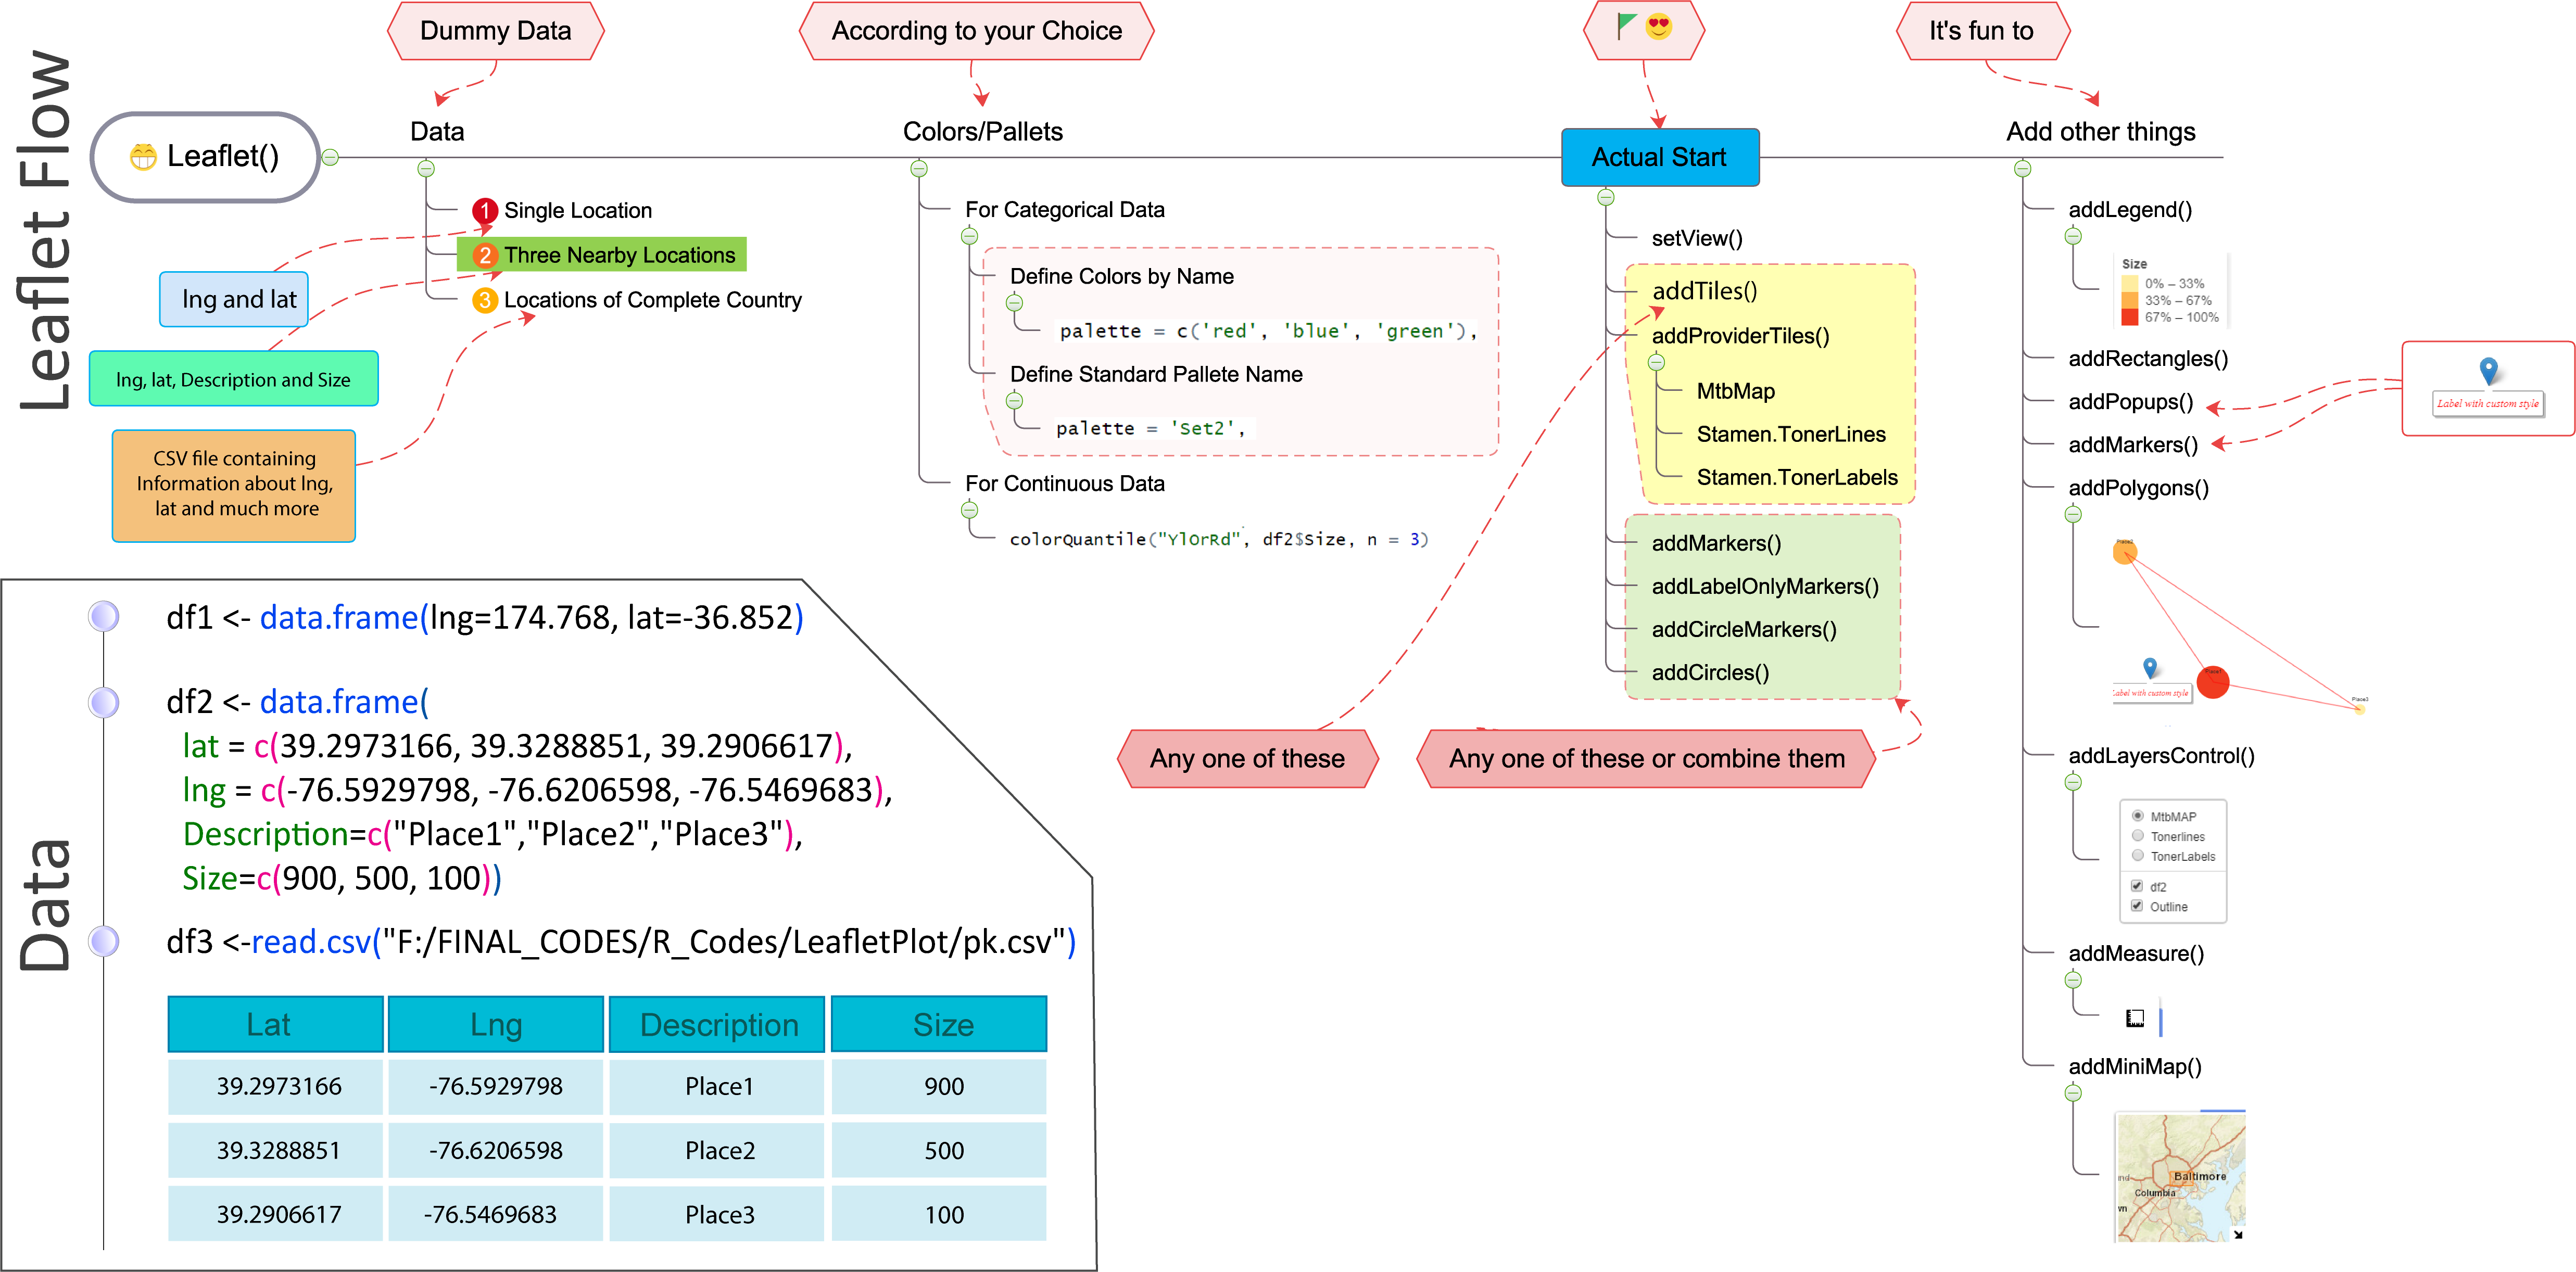 Leaflet Flow
Dummy Data
According to your Choice
It's fun to
Leaflet()
Data
Colors/Pallets
Actual Start
Add other things
1 Single Location
2 Three Nearby Locations
3 Locations of Complete Country
lng and lat
lng, lat, Description and Size
CSV file containing
Information about lng,
lat and much more
For Categorical Data
Define Colors by Name
palette = c('red', 'blue', 'green'),
Define Standard Pallete Name
palette = 'Set2',
For Continuous Data
colorQuantile("YlOrRd", df2$Size, n = 3)
setView()
addTiles()
addProviderTiles()
MtbMap
Stamen.TonerLines
Stamen.TonerLabels
addMarkers()
addLabelOnlyMarkers()
addCircleMarkers()
addCircles()
Any one of these
Any one of these or combine them
addLegend()
Size
0% – 33%
33% – 67%
67% – 100%
addRectangles()
addPopups()
addMarkers()
Label with custom style
addPolygons()
Place2
Place1
Label with custom style
Place3
addLayersControl()
MtbMAP
Tonerlines
TonerLabels
df2
Outline
addMeasure()
addMiniMap()
Baltimore
Columbia
Data
df1 <- data.frame(lng=174.768, lat=-36.852)
df2 <- data.frame(
lat = c(39.2973166, 39.3288851, 39.2906617),
lng = c(-76.5929798, -76.6206598, -76.5469683),
Description=c("Place1","Place2","Place3"),
Size=c(900, 500, 100))
df3 <-read.csv("F:/FINAL_CODES/R_Codes/LeafletPlot/pk.csv")
Lat Lng Description Size
39.2973166 -76.5929798 Place1 900
39.3288851 -76.6206598 Place2 500
39.2906617 -76.5469683 Place3 100